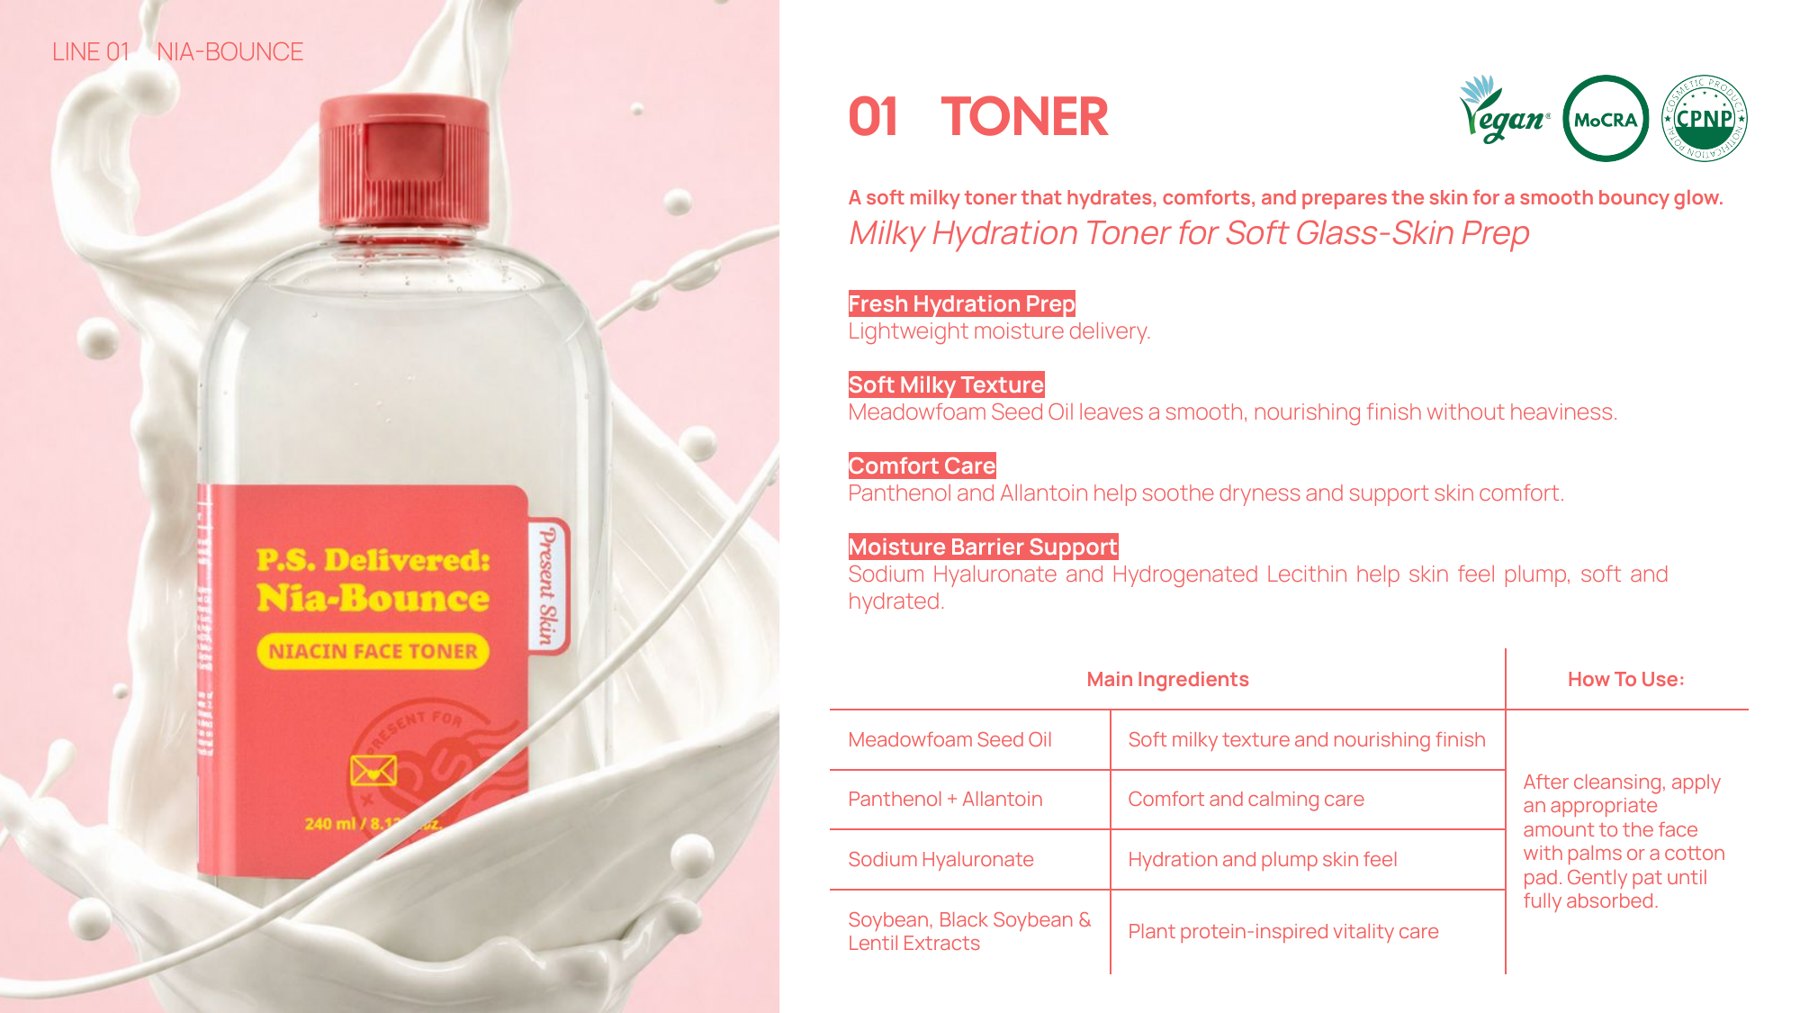 LINE 01 NIA-BOUNCE
P.S. Delivered:
Nia-Bounce
NIACIN FACE TONER
Present Skin
PRESENT FOR
240 ml / 8.1
01 TONER
Vegan
MoCRA
COSMETIC PRODUCT
CPNP
NOTIFICATION POTAL
A soft milky toner that hydrates, comforts, and prepares the skin for a smooth bouncy glow.
Milky Hydration Toner for Soft Glass-Skin Prep
Fresh Hydration Prep
Lightweight moisture delivery.
Soft Milky Texture
Meadowfoam Seed Oil leaves a smooth, nourishing finish without heaviness.
Comfort Care
Panthenol and Allantoin help soothe dryness and support skin comfort.
Moisture Barrier Support
Sodium Hyaluronate and Hydrogenated Lecithin help skin feel plump, soft and
hydrated.
Main Ingredients
How To Use:
Meadowfoam Seed Oil
Soft milky texture and nourishing finish
Panthenol + Allantoin
Comfort and calming care
Sodium Hyaluronate
Hydration and plump skin feel
Soybean, Black Soybean &
Lentil Extracts
Plant protein-inspired vitality care
After cleansing, apply
an appropriate
amount to the face
with palms or a cotton
pad. Gently pat until
fully absorbed.